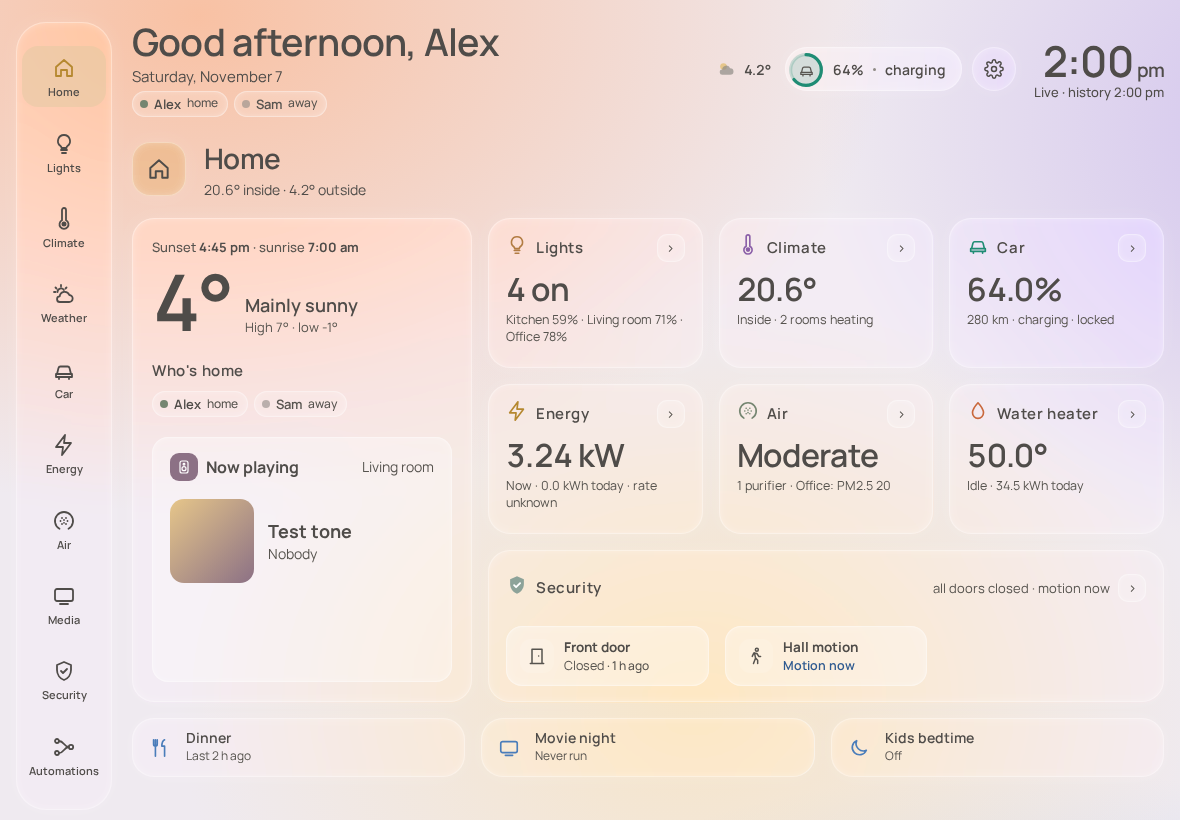 Good afternoon, Alex
Saturday, November 7
Alex home
Sam away
4.2°
64% • charging
2:00 pm
Live · history 2:00 pm
Home
Lights
Climate
Weather
Car
Energy
Air
Media
Security
Automations
Home
20.6° inside · 4.2° outside
Sunset 4:45 pm · sunrise 7:00 am
4°
Mainly sunny
High 7° · low -1°
Who's home
Alex home
Sam away
Now playing
Living room
Test tone
Nobody
Lights
4 on
Kitchen 59% · Living room 71% ·
Office 78%
Climate
20.6°
Inside · 2 rooms heating
Car
64.0%
280 km · charging · locked
Energy
3.24 kW
Now · 0.0 kWh today · rate
unknown
Air
Moderate
1 purifier · Office: PM2.5 20
Water heater
50.0°
Idle · 34.5 kWh today
Security
all doors closed · motion now
Front door
Closed · 1 h ago
Hall motion
Motion now
Dinner
Last 2 h ago
Movie night
Never run
Kids bedtime
Off